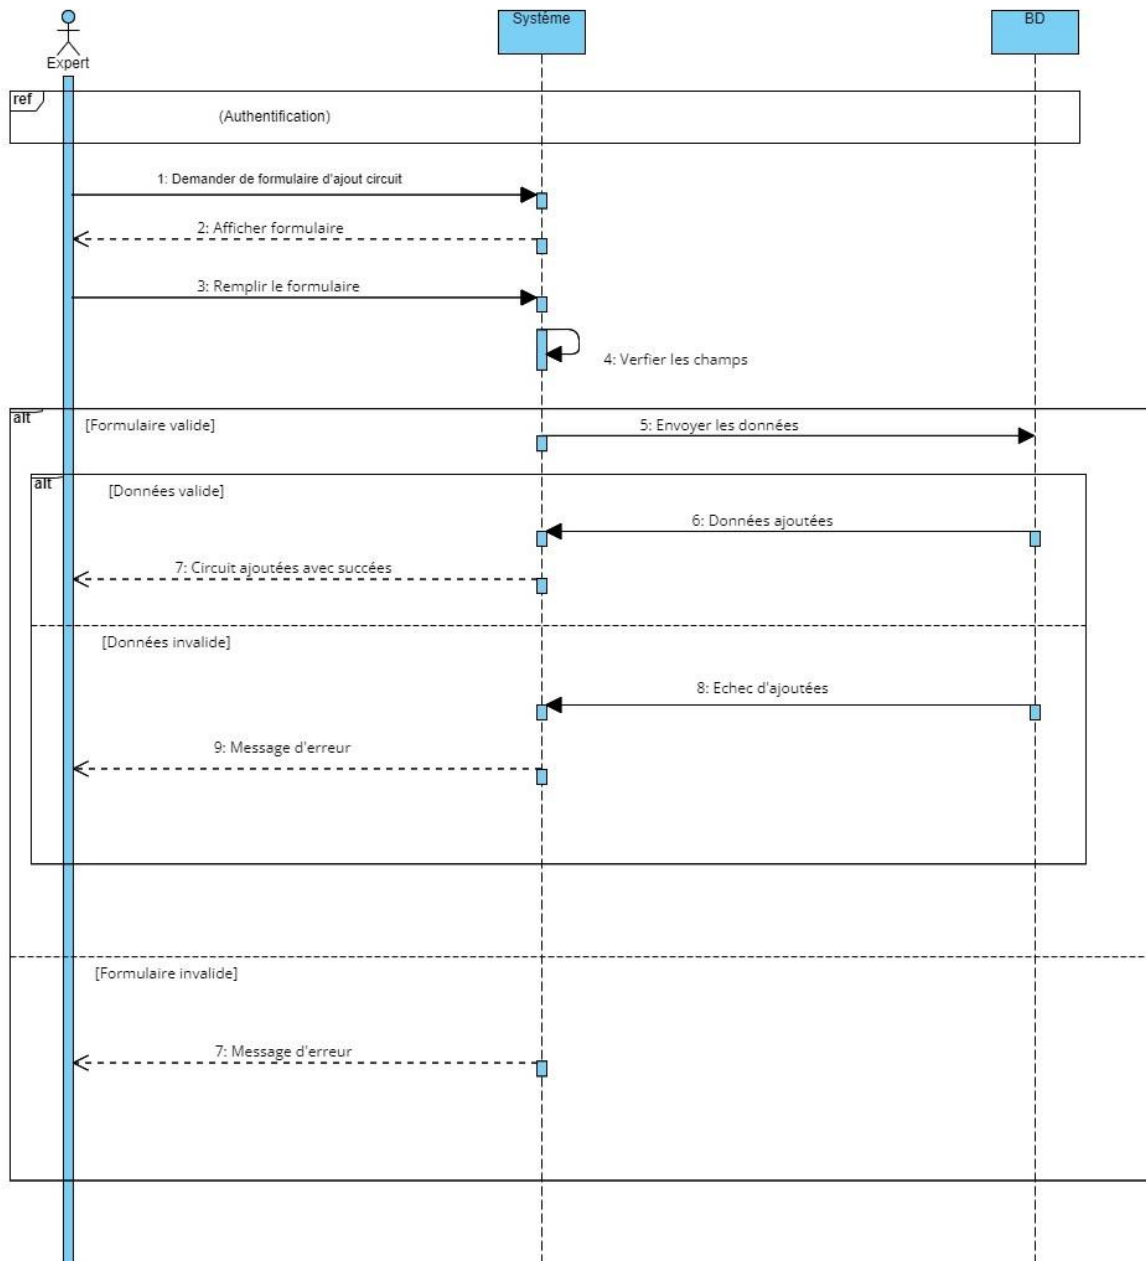 Expert
Système
BD
ref
(Authentification)
1: Demander de formulaire d'ajout circuit
2: Afficher formulaire
3: Remplir le formulaire
4: Verfier les champs
alt
[Formulaire valide]
5: Envoyer les données
alt
[Données valide]
6: Données ajoutées
7: Circuit ajoutées avec succées
[Données invalide]
8: Echec d'ajoutées
9: Message d'erreur
[Formulaire invalide]
7: Message d'erreur